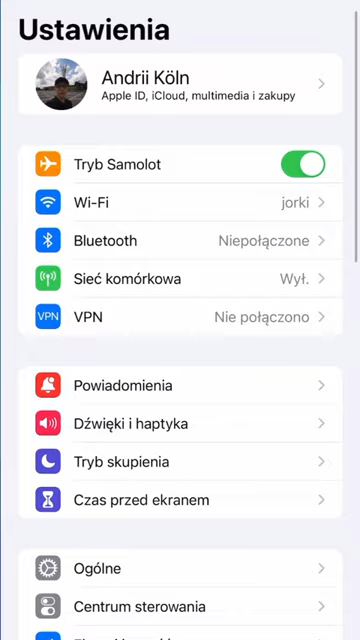 Ustawienia
Andrii Köln
Apple ID, iCloud, multimedia i zakupy
Tryb Samolot
Wi-Fi jorki
Bluetooth Niepołączone
Sieć komórkowa Wył.
VPN VPN Nie połączono
Powiadomienia
Dźwięki i haptyka
Tryb skupienia
Czas przed ekranem
Ogólne
Centrum sterowania